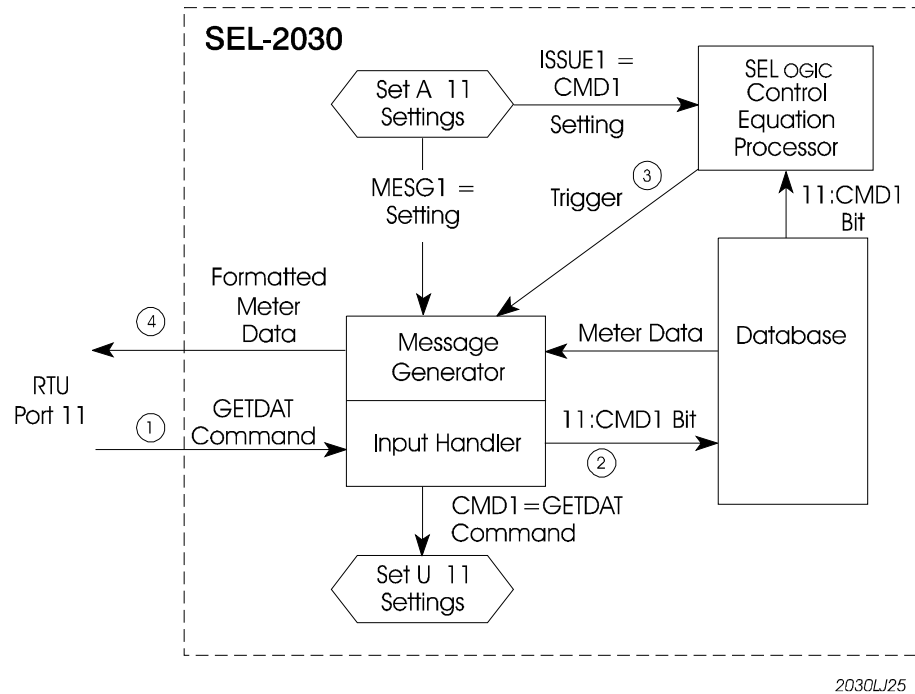 SEL-2030
Set A 11
Settings
ISSUE1 =
CMD1
Setting
SELOGIC
Control
Equation
Processor
MESG1 =
Setting
Trigger
3
11:CMD1
Bit
Formatted
Meter
Data
4
Message
Generator
Meter Data
Database
RTU
Port 11
1
GETDAT
Command
Input Handler
11:CMD1 Bit
2
CMD1=GETDAT
Command
Set U 11
Settings
2030LJ25